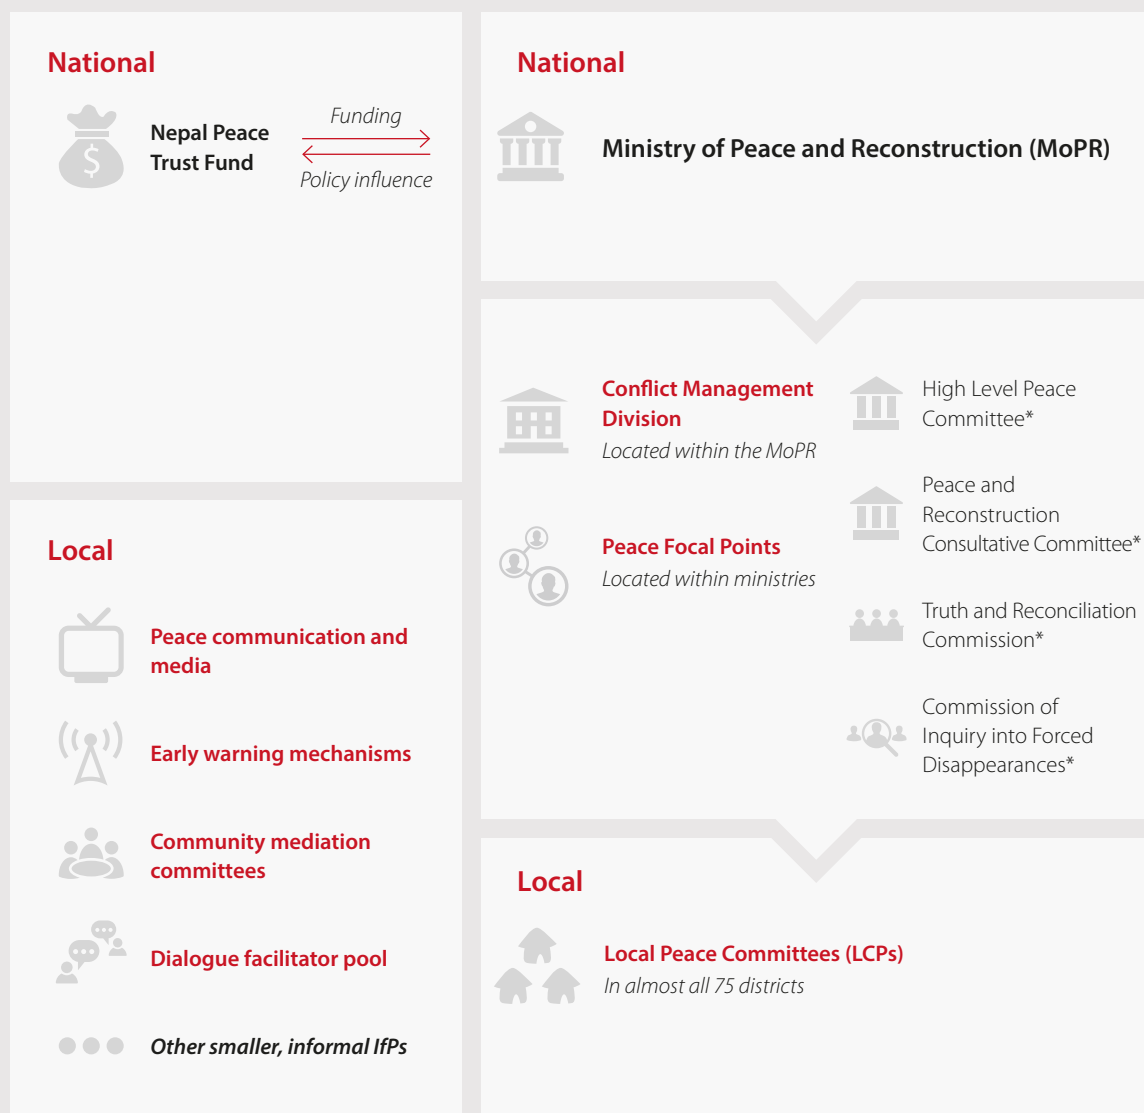 National
Nepal Peace
Trust Fund
$
Funding
Policy influence
National
Ministry of Peace and Reconstruction (MoPR)
Conflict Management
Division
Located within the MoPR
Peace Focal Points
Located within ministries
High Level Peace
Committee*
Peace and
Reconstruction
Consultative Committee*
Truth and Reconciliation
Commission*
Commission of
Inquiry into Forced
Disappearances*
Local
Peace communication and
media
Early warning mechanisms
Community mediation
committees
Dialogue facilitator pool
Other smaller, informal IfPs
Local
Local Peace Committees (LCPs)
In almost all 75 districts